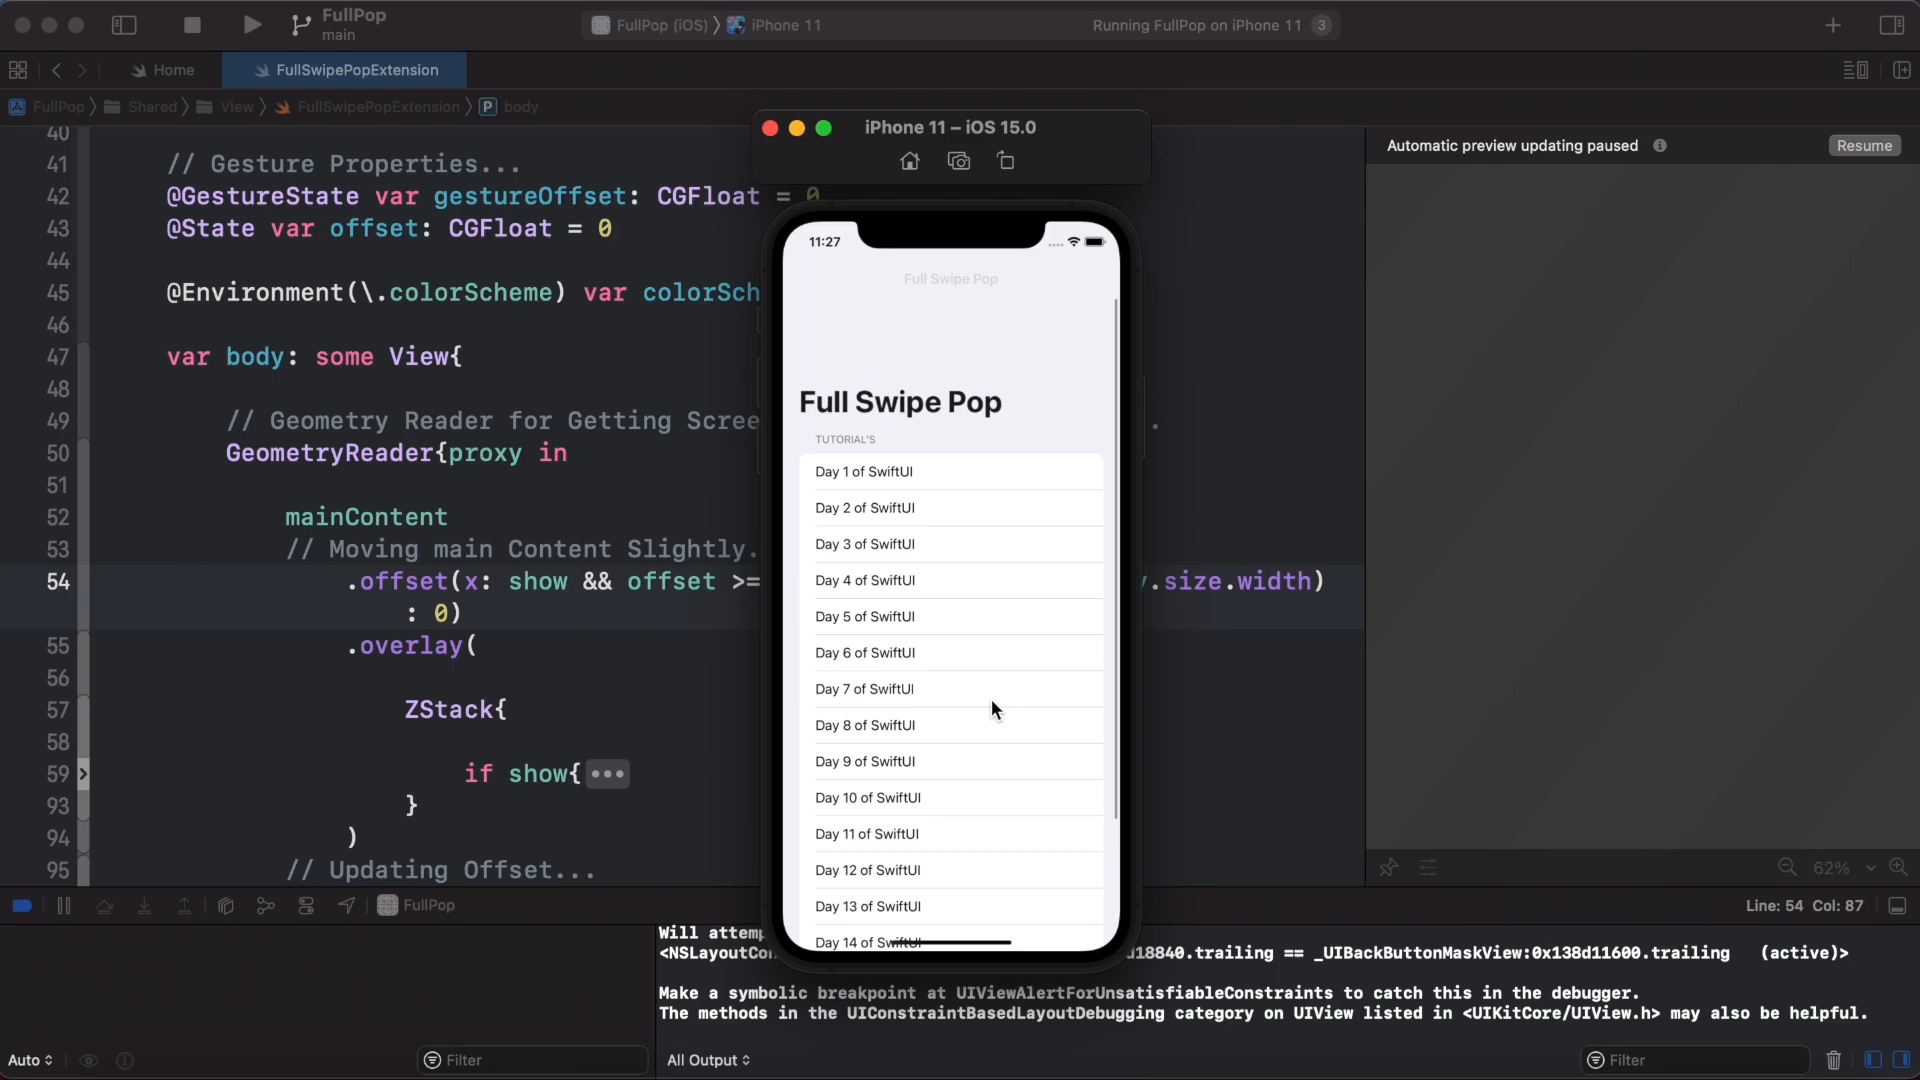 FullPop
main
FullPop (iOS) 〉 iPhone 11
Running FullPop on iPhone 11 3
Home
FullSwipePopExtension
FullPop 〉 Shared 〉 View 〉 FullSwipePopExtension 〉 P body
Automatic preview updating paused
Resume
40
41 // Gesture Properties...
42 @GestureState var gestureOffset: CGFloat = 0
43 @State var offset: CGFloat = 0
44
45 @Environment(\.colorScheme) var colorSch
46
47 var body: some View{
48
49 // Geometry Reader for Getting Scree .
50 GeometryReader{proxy in
51
52 mainContent
53 // Moving main Content Slightly.
54 .offset(x: show && offset >= .size.width)
: 0)
55 .overlay(
56
57 ZStack{
58
59 if show{•••
93 }
94 )
95 // Updating Offset...
iPhone 11 – iOS 15.0
11:27
Full Swipe Pop
Full Swipe Pop
TUTORIAL'S
Day 1 of SwiftUI
Day 2 of SwiftUI
Day 3 of SwiftUI
Day 4 of SwiftUI
Day 5 of SwiftUI
Day 6 of SwiftUI
Day 7 of SwiftUI
Day 8 of SwiftUI
Day 9 of SwiftUI
Day 10 of SwiftUI
Day 11 of SwiftUI
Day 12 of SwiftUI
Day 13 of SwiftUI
Day 14 of SwiftUI
62%
FullPop
Line: 54 Col: 87
Will attemp
<NSLayoutCon d18840.trailing == _UIBackButtonMaskView:0x138d11600.trailing (active)>
Make a symbolic breakpoint at UIViewAlertForUnsatisfiableConstraints to catch this in the debugger.
The methods in the UIConstraintBasedLayoutDebugging category on UIView listed in <UIKitCore/UIView.h> may also be helpful.
Auto
Filter
All Output
Filter